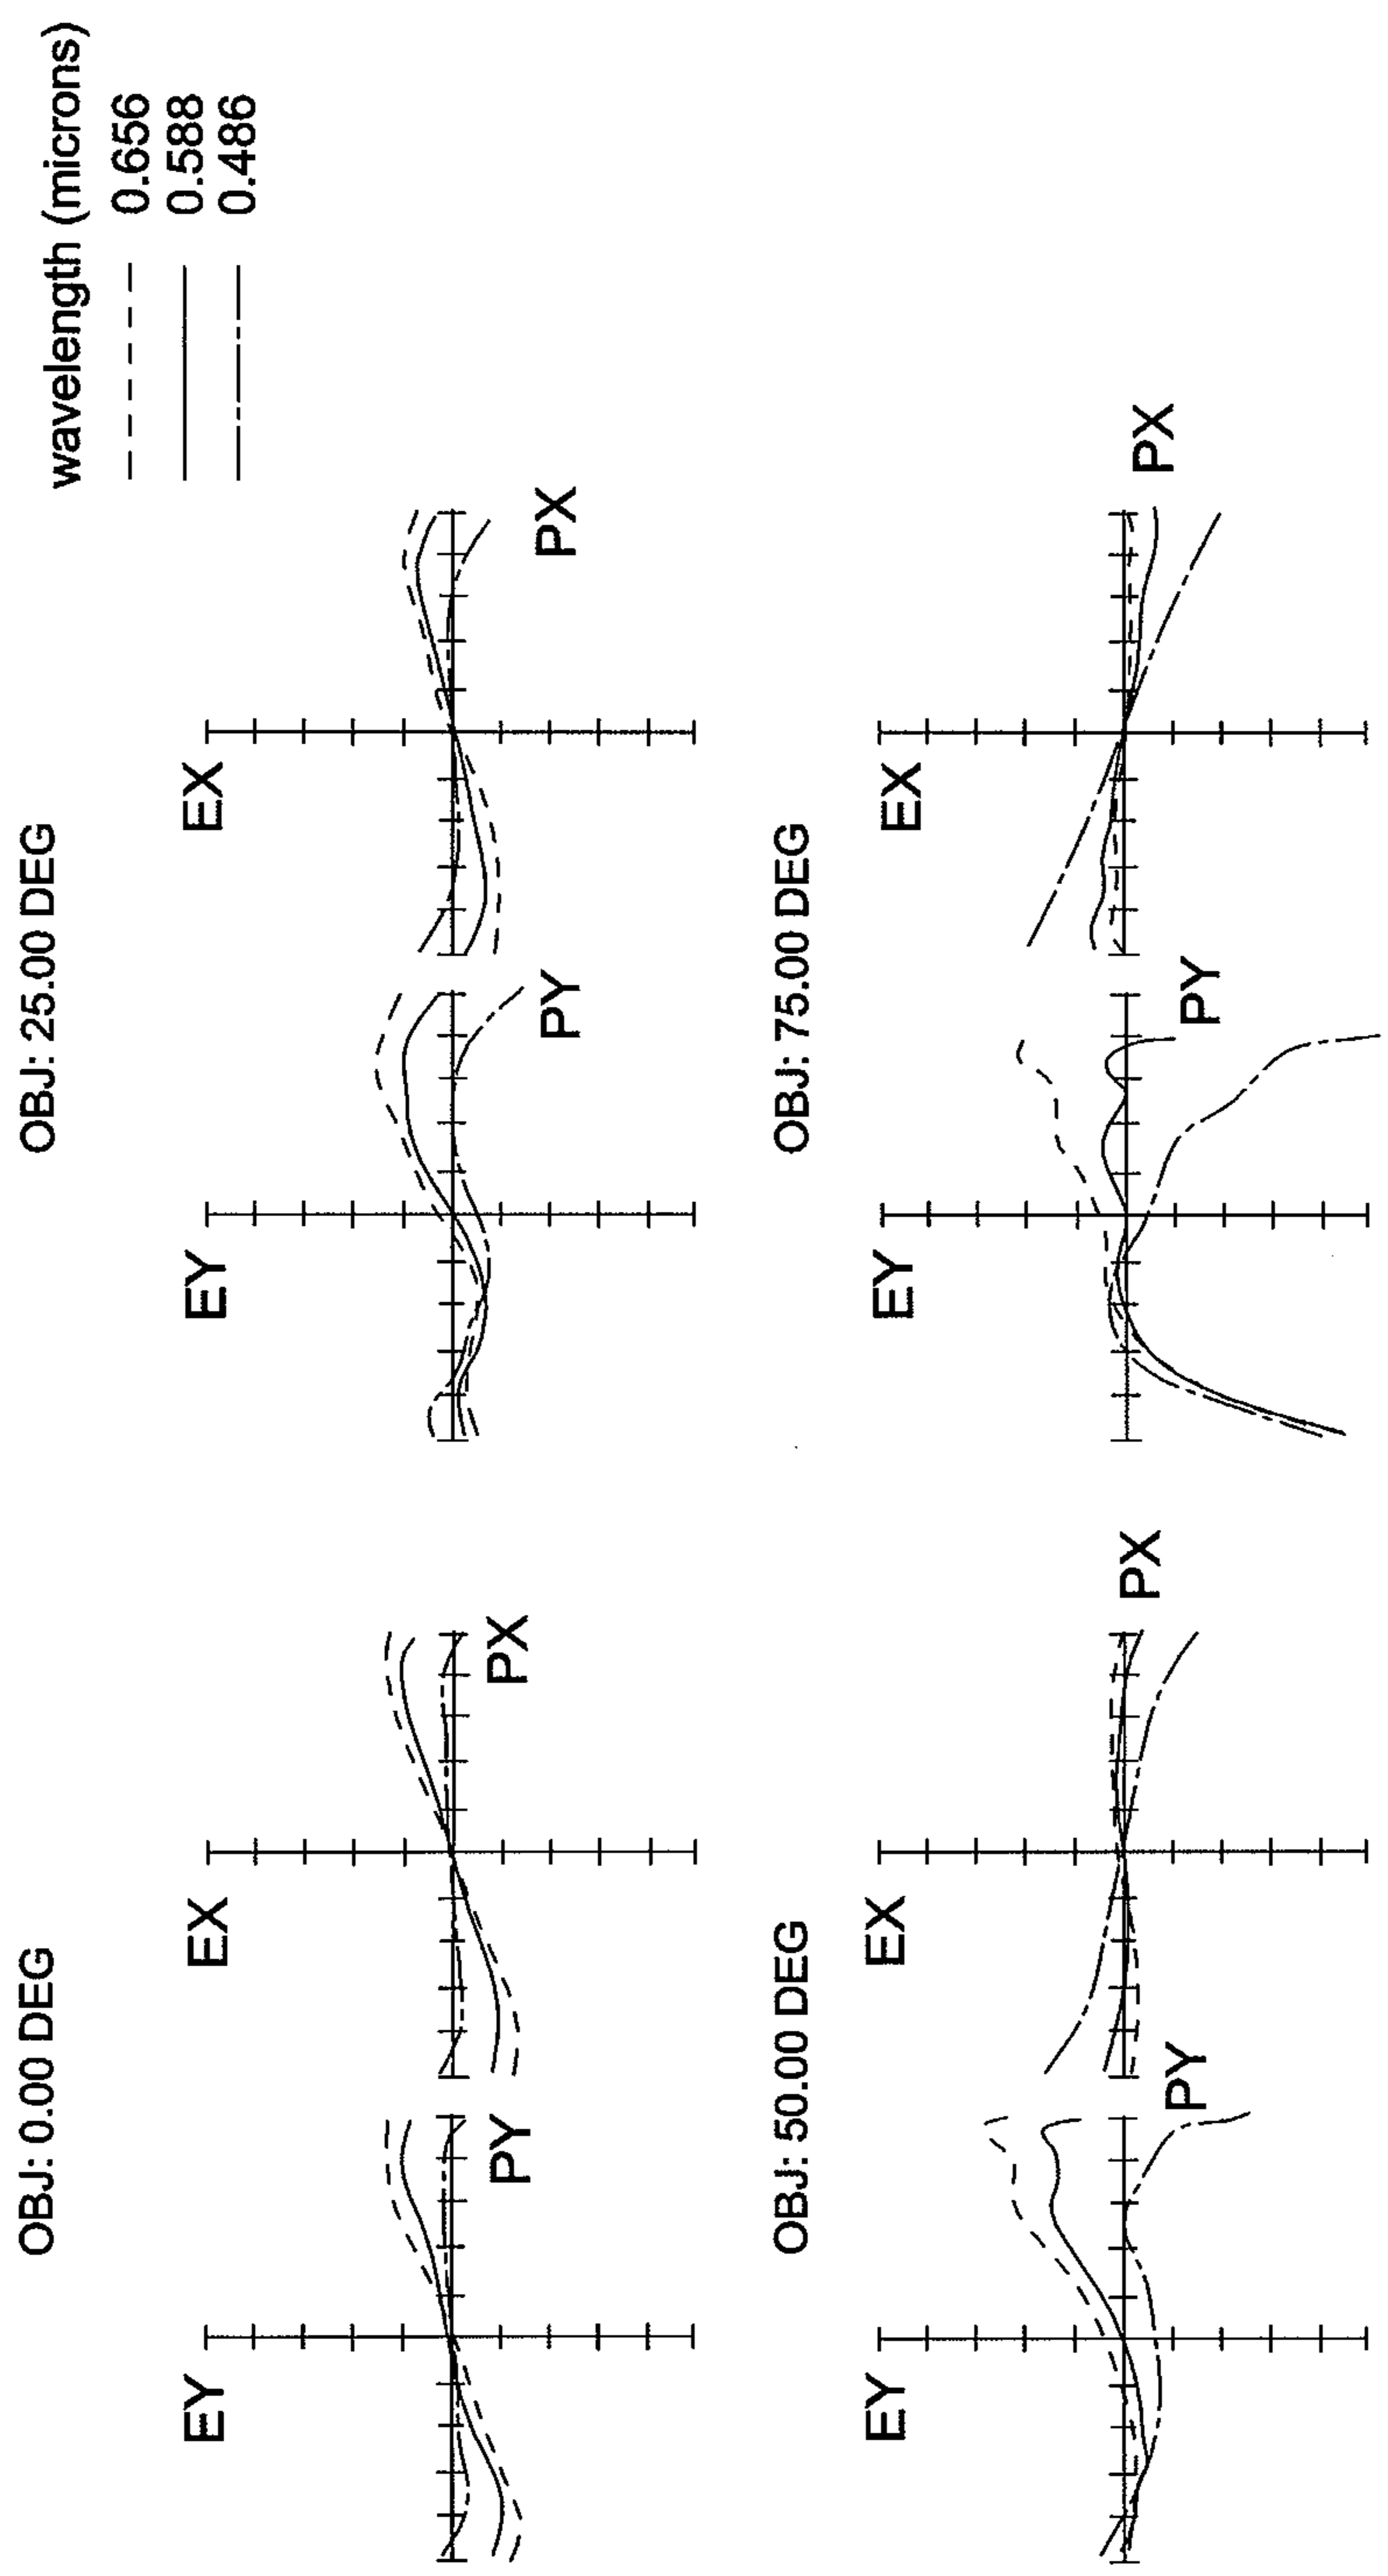 wavelength (microns)
0.656
0.588
0.486
OBJ: 0.00 DEG
EY
PY
EX
PX
OBJ: 25.00 DEG
EY
PY
EX
PX
OBJ: 50.00 DEG
EY
PY
EX
PX
OBJ: 75.00 DEG
EY
PY
EX
PX